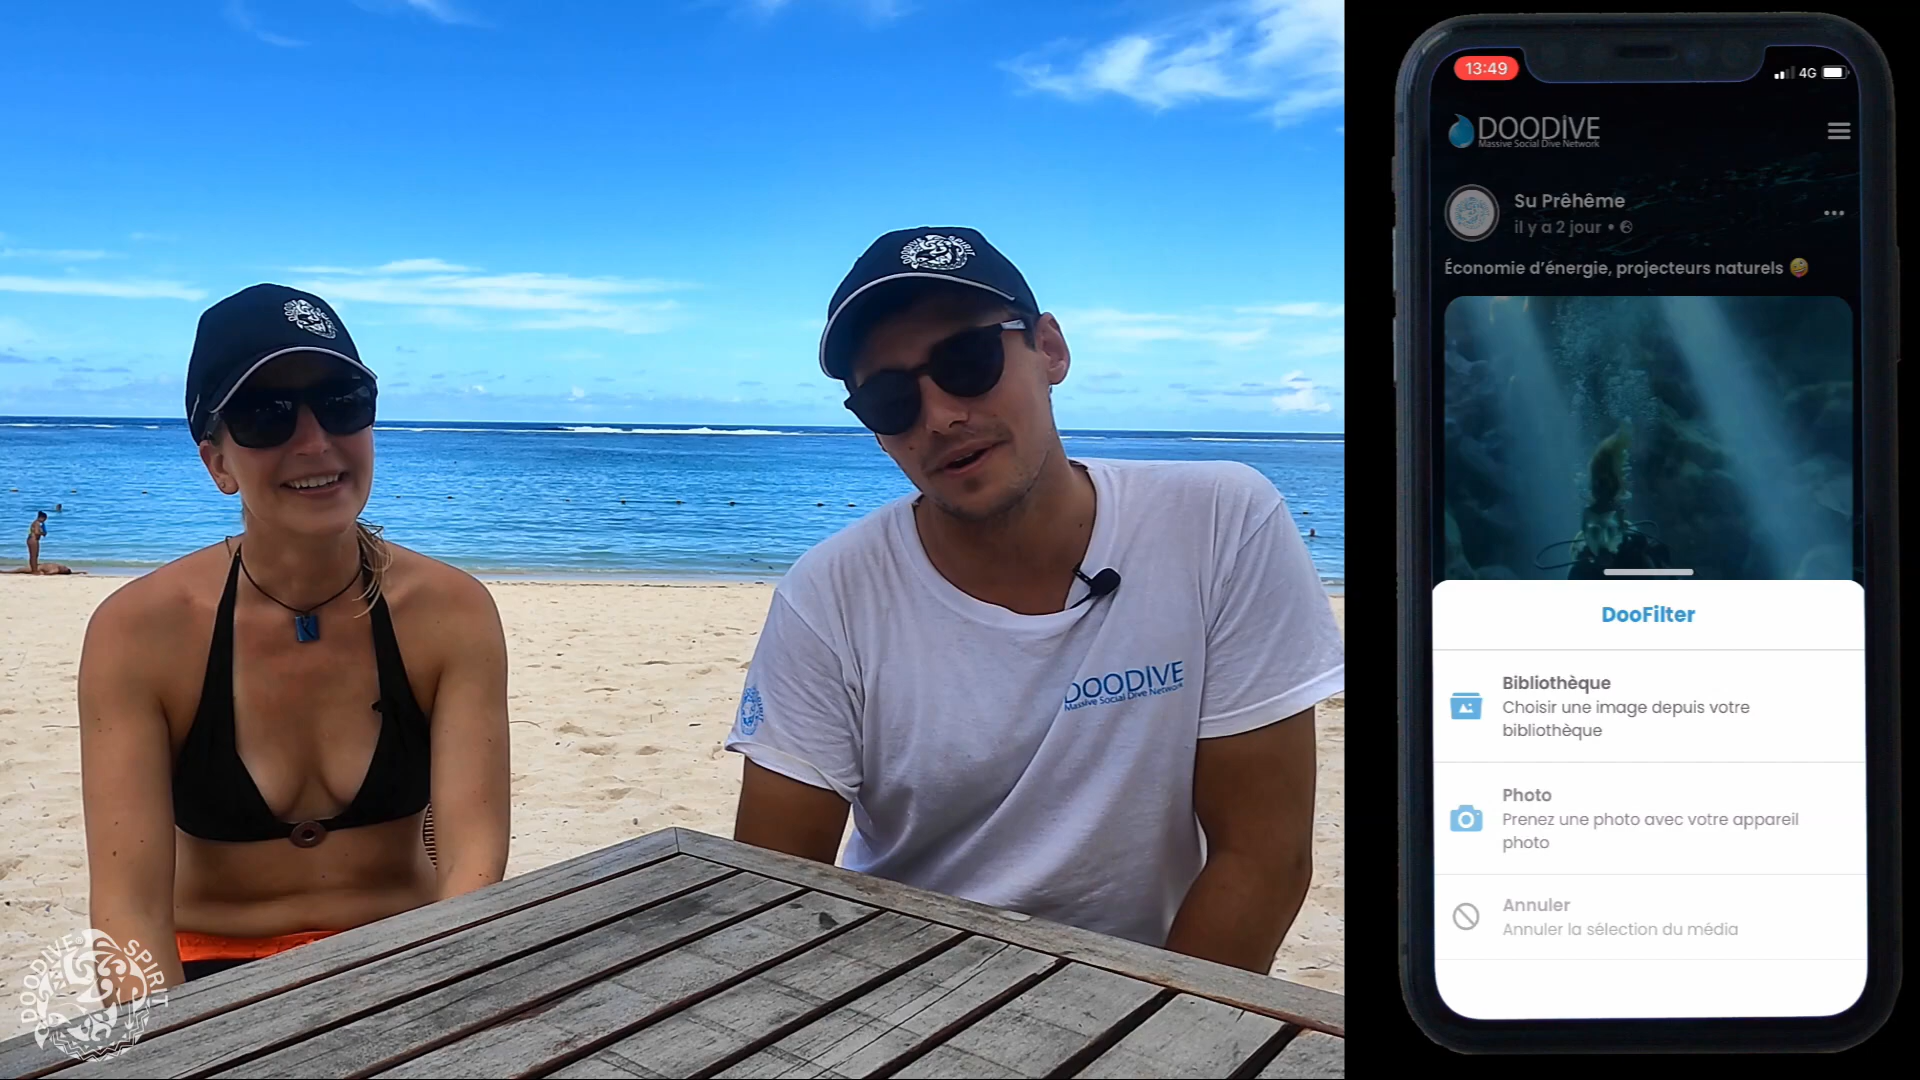 DOODIVE SPIRIT
DOODIVE
Massive Social Dive Network
DOODIVE SPIRIT
13:49
4G
DOODIVE
Massive Social Dive Network
Su Prêhême
il y a 2 jour •
Économie d’énergie, projecteurs naturels
DooFilter
Bibliothèque
Choisir une image depuis votre
bibliothèque
Photo
Prenez une photo avec votre appareil
photo
Annuler
Annuler la sélection du média